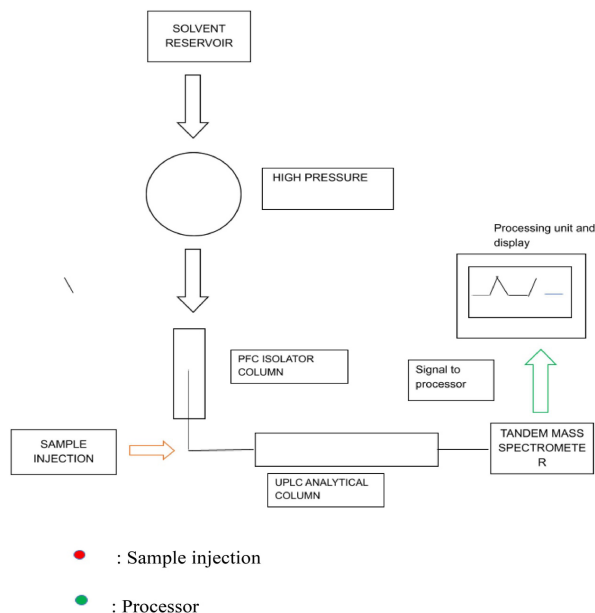 SOLVENT
RESERVOIR
HIGH PRESSURE
Processing unit and
display
PFC ISOLATOR
COLUMN
Signal to
processor
SAMPLE
INJECTION
TANDEM MASS
SPECTROMETE
R
UPLC ANALYTICAL
COLUMN
: Sample injection
: Processor